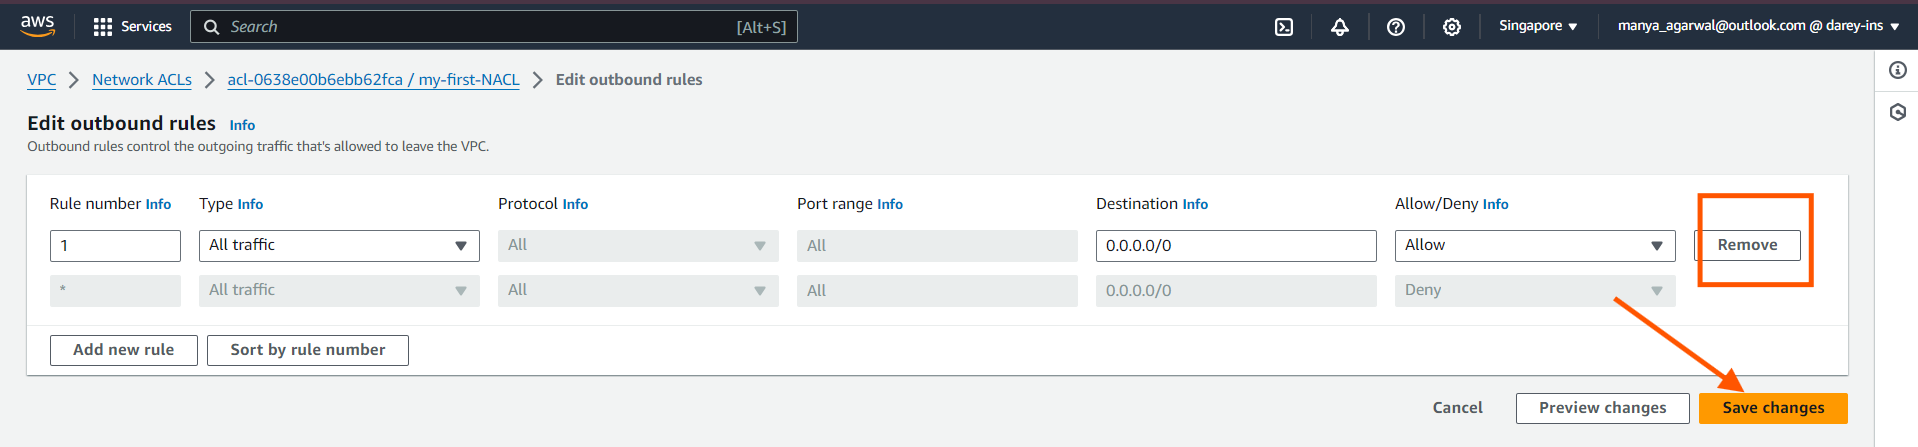 aws Services Search [Alt+S] Singapore manya_agarwal@outlook.com @ darey-ins
VPC Network ACLs acl-0638e00b6ebb62fca / my-first-NACL Edit outbound rules
Edit outbound rules Info
Outbound rules control the outgoing traffic that's allowed to leave the VPC.
Rule number Info Type Info Protocol Info Port range Info Destination Info Allow/Deny Info
1 All traffic All All 0.0.0.0/0 Allow Remove
* All traffic All All 0.0.0.0/0 Deny
Add new rule Sort by rule number
Cancel Preview changes Save changes